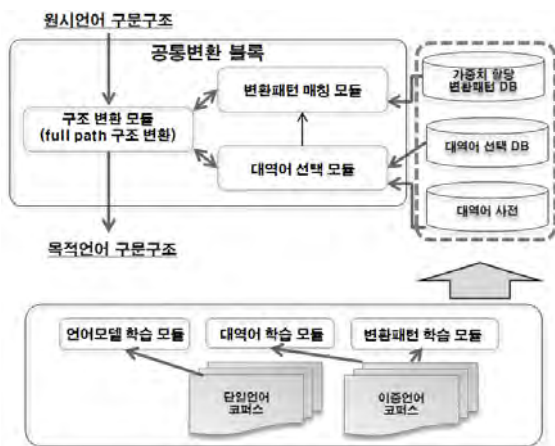 원시언어 구문구조
공통변환 블록
변환패턴 매칭 모듈
구조 변환 모듈
(full path 구조 변환)
대역어 선택 모듈
목적언어 구문구조
가중치 할당
변환패턴 DB
대역어 선택 DB
대역어 사전
언어모델 학습 모듈
대역어 학습 모듈
변환패턴 학습 모듈
단일언어
코퍼스
이중언어
코퍼스